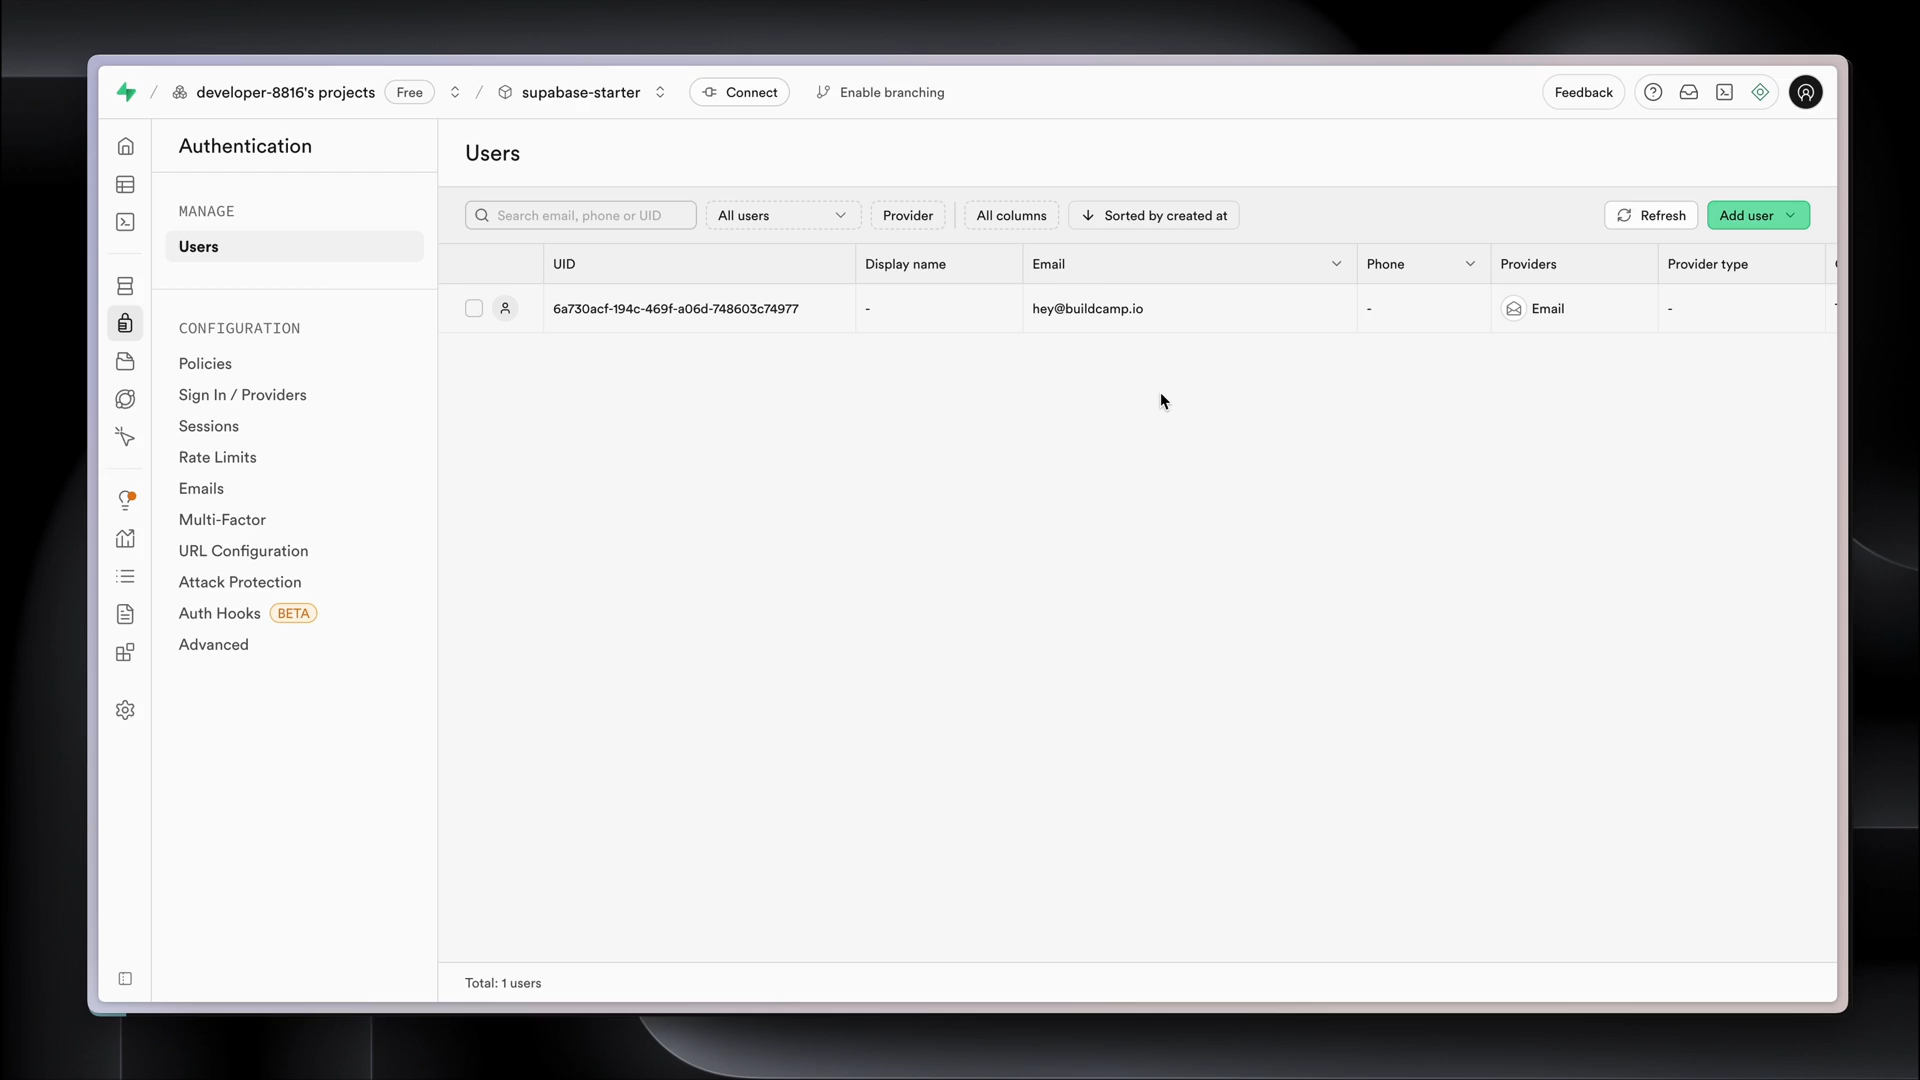 / developer-8816's projects Free / supabase-starter Connect Enable branching Feedback
Authentication
MANAGE
Users
CONFIGURATION
Policies
Sign In / Providers
Sessions
Rate Limits
Emails
Multi-Factor
URL Configuration
Attack Protection
Auth Hooks BETA
Advanced
Users
Search email, phone or UID All users Provider All columns Sorted by created at Refresh Add user
UID Display name Email Phone Providers Provider type
6a730acf-194c-469f-a06d-748603c74977 - hey@buildcamp.io - Email -
Total: 1 users